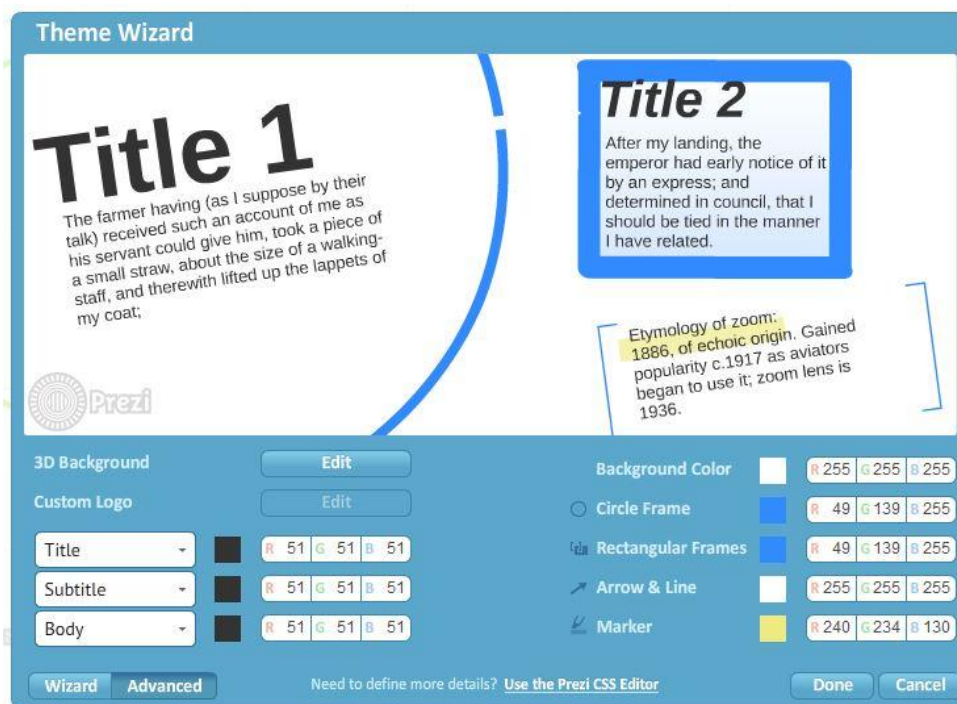 Theme Wizard
Title 1
The farmer having (as I suppose by their
talk) received such an account of me as
his servant could give him, took a piece of
a small straw, about the size of a walking-
staff, and therewith lifted up the lappets of
my coat;
Title 2
After my landing, the
emperor had early notice of it
by an express; and
determined in council, that I
should be tied in the manner
I have related.
Etymology of zoom:
1886, of echoic origin. Gained
popularity c.1917 as aviators
began to use it; zoom lens is
1936.
Prezi
3D Background Edit
Custom Logo Edit
Title R 51 G 51 B 51
Subtitle R 51 G 51 B 51
Body R 51 G 51 B 51
Background Color R 255 G 255 B 255
Circle Frame R 49 G 139 B 255
Rectangular Frames R 49 G 139 B 255
Arrow & Line R 255 G 255 B 255
Marker R 240 G 234 B 130
Wizard Advanced Need to define more details? Use the Prezi CSS Editor Done Cancel